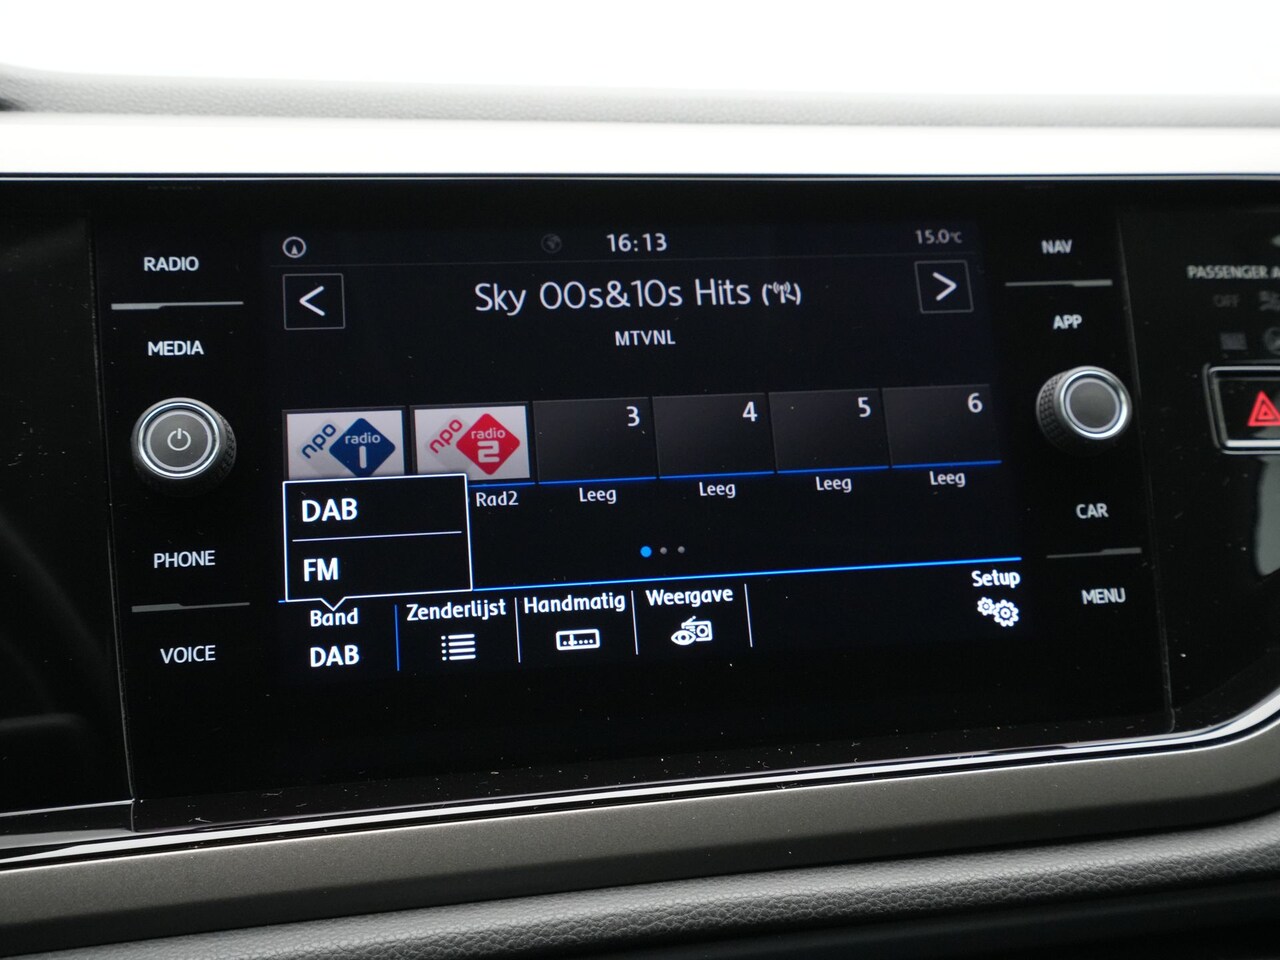 RADIO
MEDIA
PHONE
VOICE
16:13
15.0°C
<
Sky 00s&10s Hits
>
MTVNL
npo radio 1
npo radio 2
3
4
5
6
Rad2
Leeg
Leeg
Leeg
Leeg
DAB
FM
Band
DAB
Zenderlijst
Handmatig
Weergave
Setup
NAV
APP
CAR
MENU
PASSENGER A
OFF